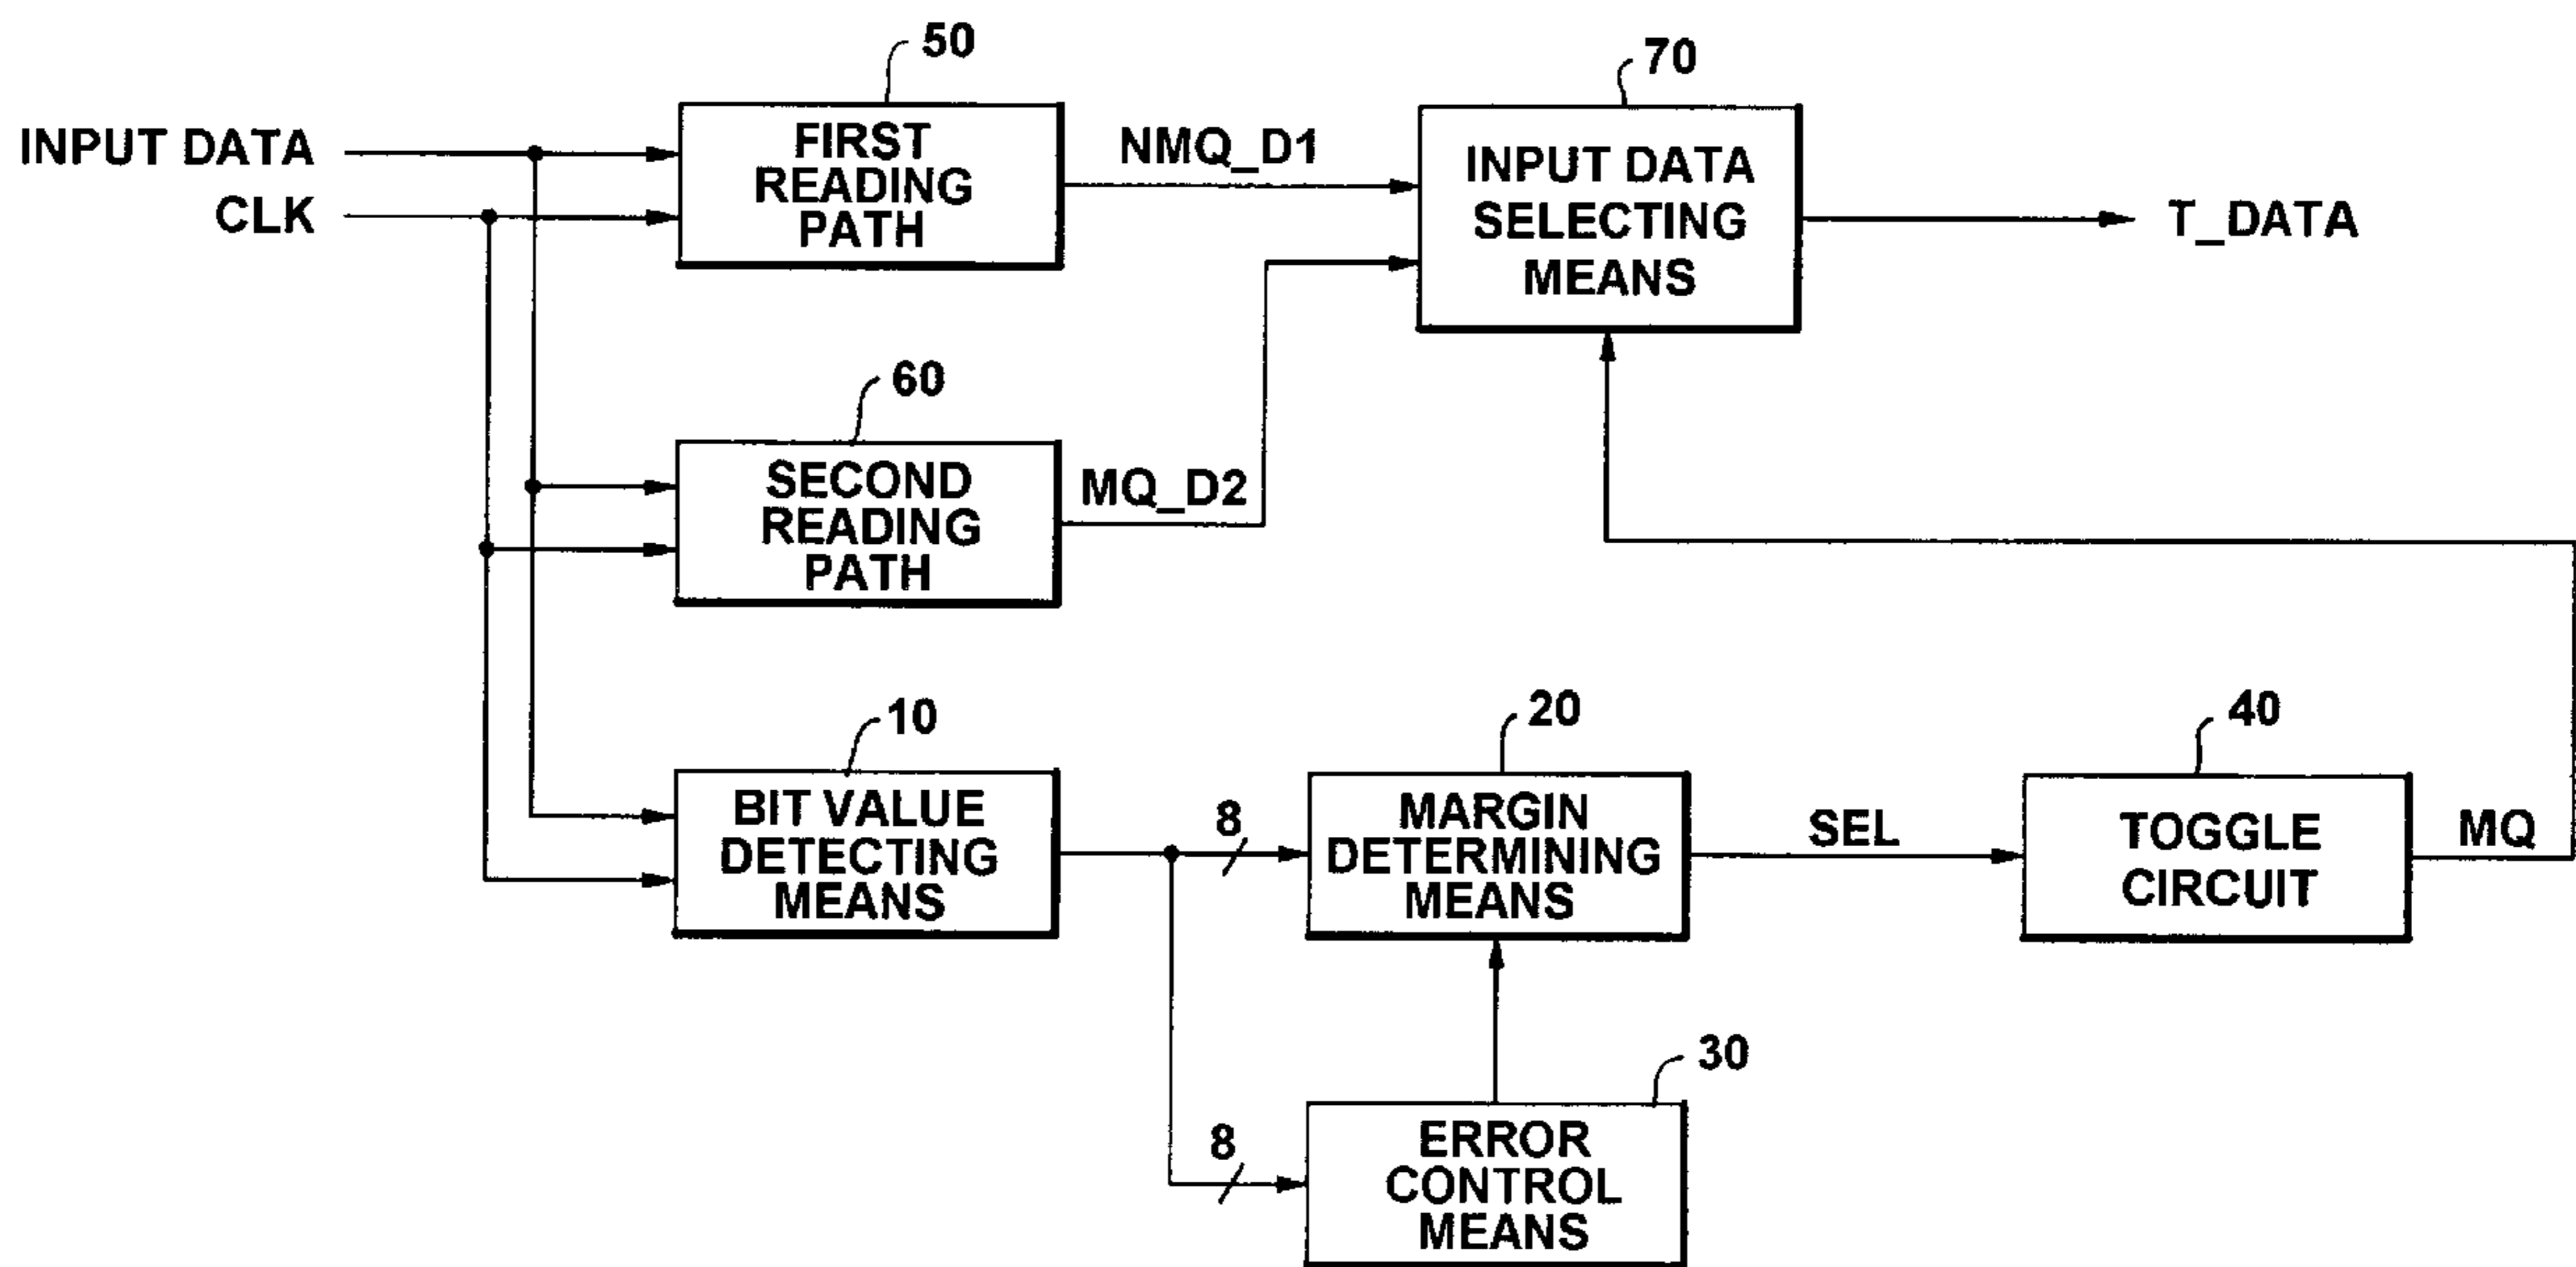 50
70
INPUT DATA
CLK
FIRST
READING
PATH
NMQ_D1
INPUT DATA
SELECTING
MEANS
T_DATA
60
SECOND
READING
PATH
MQ_D2
10
BIT VALUE
DETECTING
MEANS
8
20
MARGIN
DETERMINING
MEANS
SEL
40
TOGGLE
CIRCUIT
MQ
8
30
ERROR
CONTROL
MEANS